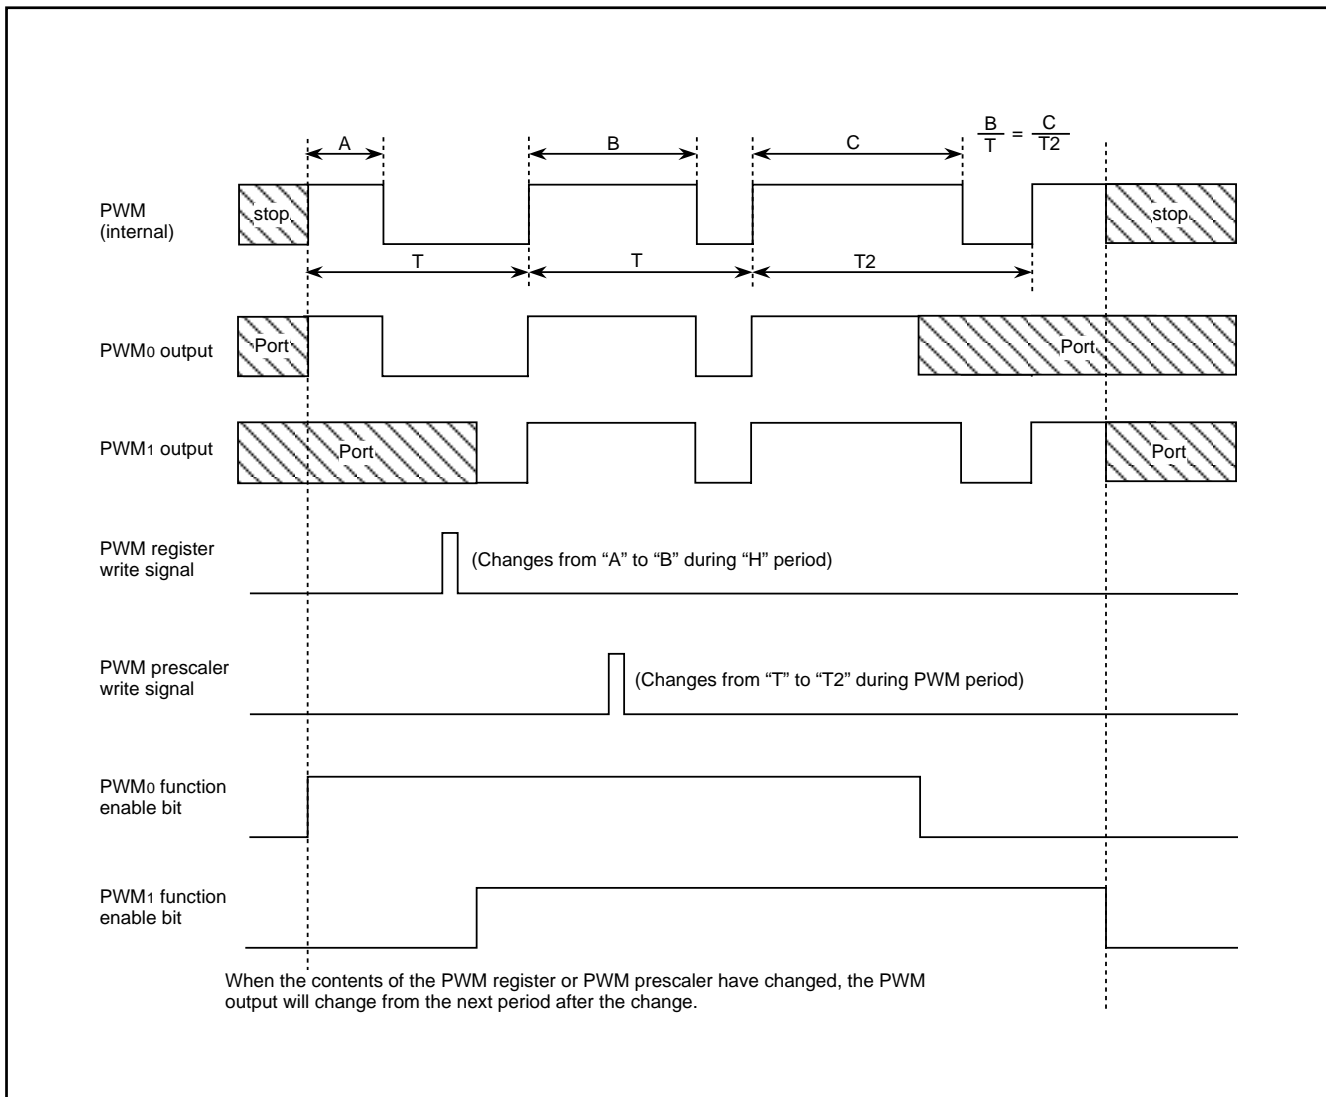 A
B
C
B/T = C/T2
PWM
(internal)
stop
stop
T
T
T2
PWM0 output
Port
Port
PWM1 output
Port
Port
PWM register
write signal
(Changes from “A” to “B” during “H” period)
PWM prescaler
write signal
(Changes from “T” to “T2” during PWM period)
PWM0 function
enable bit
PWM1 function
enable bit
When the contents of the PWM register or PWM prescaler have changed, the PWM
output will change from the next period after the change.